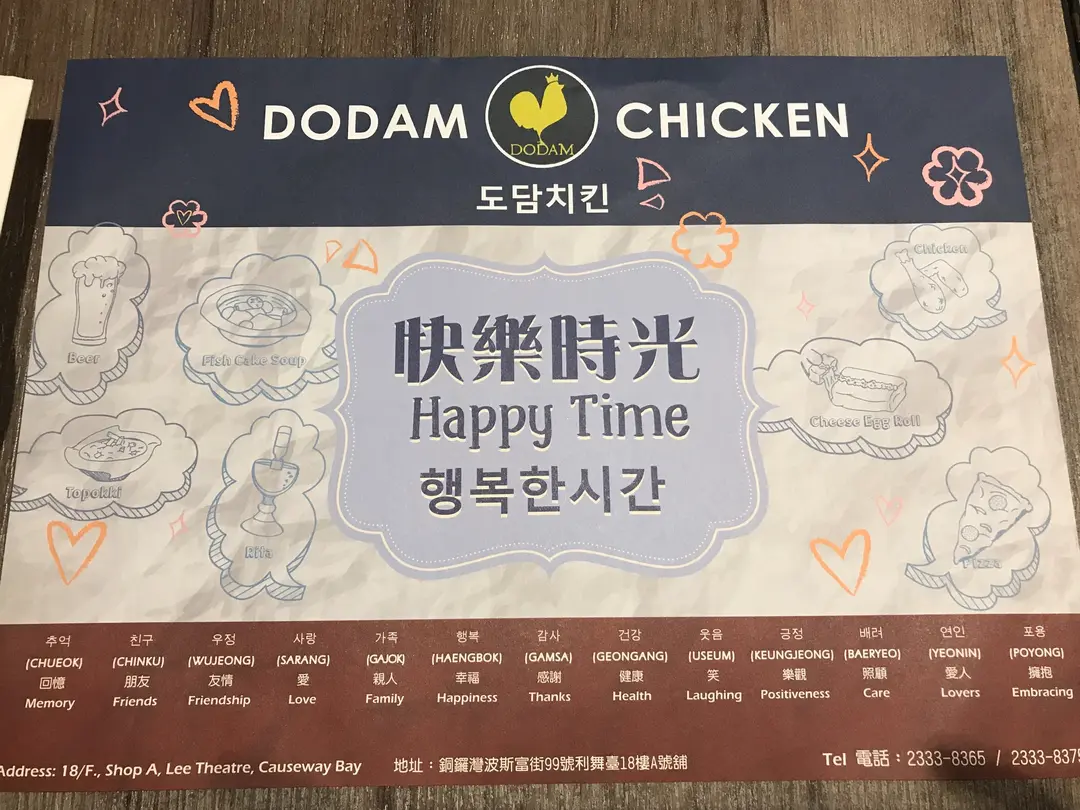 DODAM CHICKEN
DODAM
도담치킨
Beer
Fish Cake Soup
Topokki
Rita
快樂時光
Happy Time
행복한시간
Chicken
Cheese Egg Roll
Pizza
추억 친구 우정 사랑 가족 행복 감사 건강 웃음 긍정 배려 연인 포용
(CHUEOK) (CHINKU) (WUJEONG) (SARANG) (GAJOK) (HAENGBOK) (GAMSA) (GEONGANG) (USEUM) (KEUNGJEONG) (BAERYEO) (YEONIN) (POYONG)
回憶 朋友 友情 愛 親人 幸福 感謝 健康 笑 樂觀 照顧 愛人 擁抱
Memory Friends Friendship Love Family Happiness Thanks Health Laughing Positiveness Care Lovers Embracing
Address: 18/F., Shop A, Lee Theatre, Causeway Bay 地址：銅鑼灣波斯富街99號利舞臺18樓A號舖 Tel 電話：2333-8365 / 2333-8375